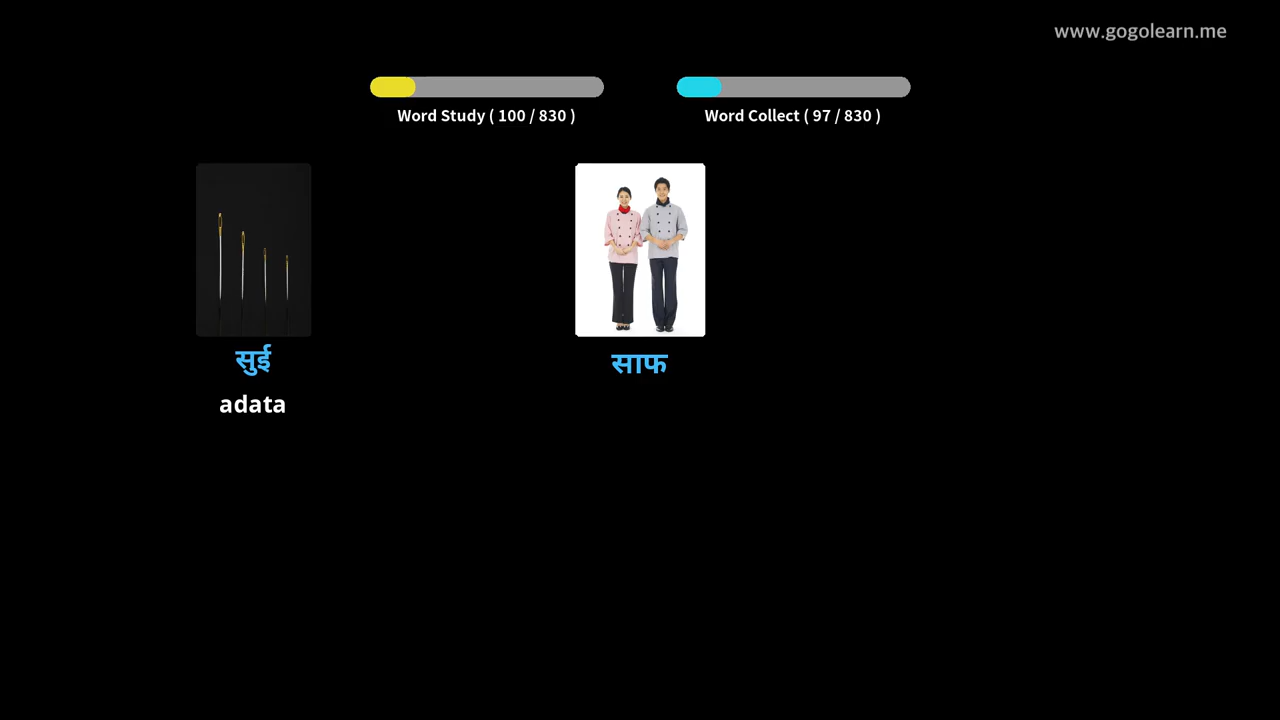 www.gogolearn.me
Word Study ( 100 / 830 )
Word Collect ( 97 / 830 )
सुई
साफ
adata